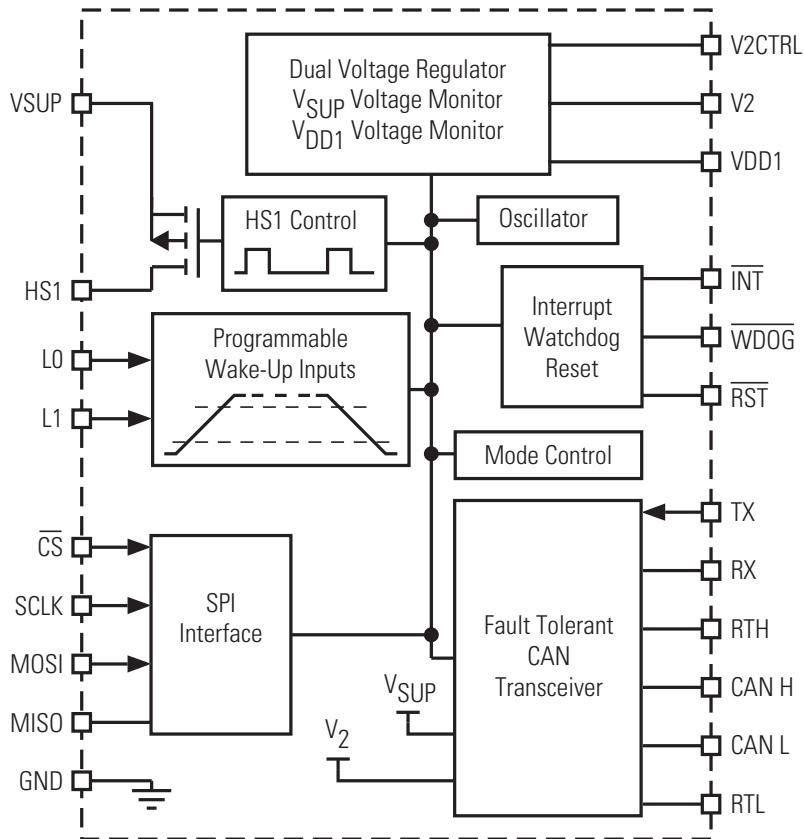 V2CTRL
Dual Voltage Regulator
VSUP Voltage Monitor
VDD1 Voltage Monitor
VSUP
V2
VDD1
HS1 Control
Oscillator
HS1
INT
Interrupt
Watchdog
Reset
WDOG
RST
Programmable
Wake-Up Inputs
L0
L1
Mode Control
TX
CS
SCLK
MOSI
MISO
GND
SPI
Interface
RX
RTH
CAN H
CAN L
RTL
Fault Tolerant
CAN
Transceiver
VSUP
V2